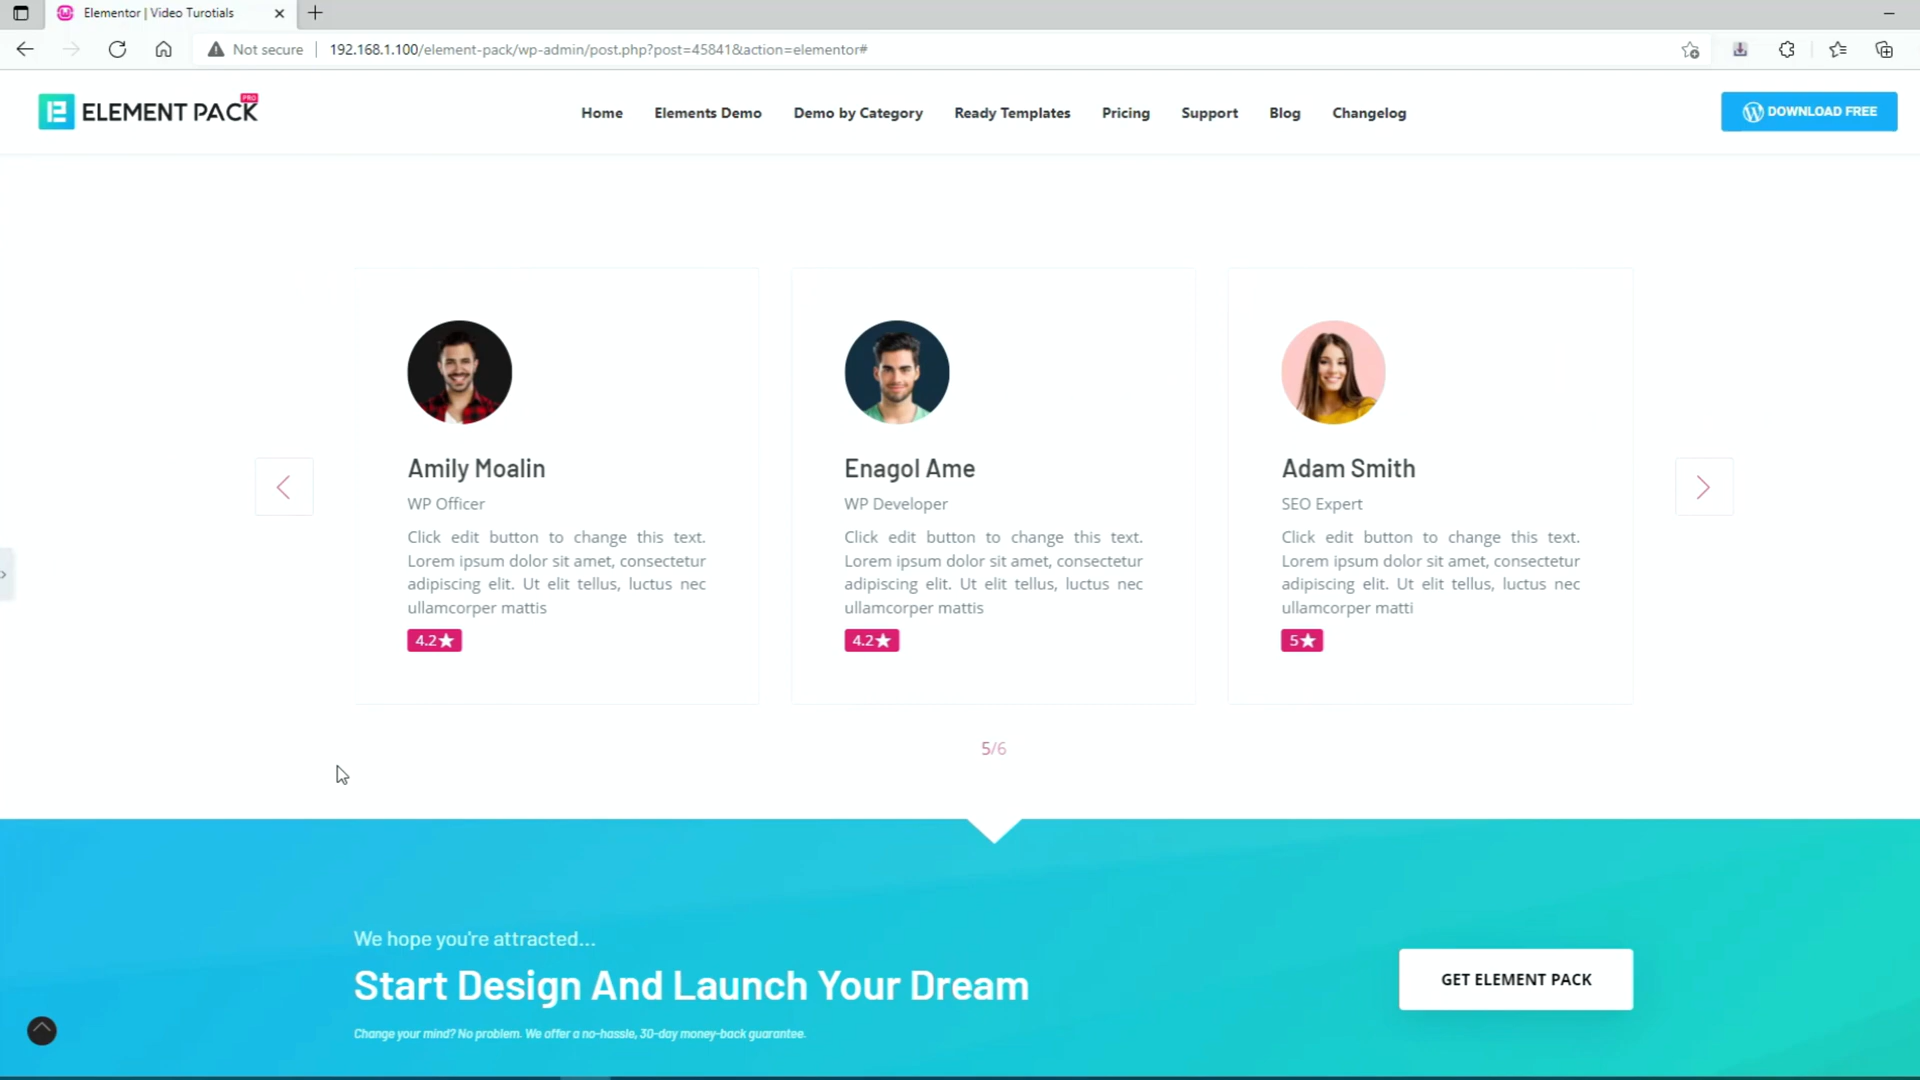 Elementor | Video Turotials
Not secure
192.168.1.100/element-pack/wp-admin/post.php?post=45841&action=elementor#
ELEMENT PACK
PRO
Home
Elements Demo
Demo by Category
Ready Templates
Pricing
Support
Blog
Changelog
DOWNLOAD FREE
Amily Moalin
WP Officer
Click edit button to change this text.
Lorem ipsum dolor sit amet, consectetur
adipiscing elit. Ut elit tellus, luctus nec
ullamcorper mattis
4.2★
Enagol Ame
WP Developer
Click edit button to change this text.
Lorem ipsum dolor sit amet, consectetur
adipiscing elit. Ut elit tellus, luctus nec
ullamcorper mattis
4.2★
Adam Smith
SEO Expert
Click edit button to change this text.
Lorem ipsum dolor sit amet, consectetur
adipiscing elit. Ut elit tellus, luctus nec
ullamcorper matti
5★
5/6
We hope you're attracted...
Start Design And Launch Your Dream
Change your mind? No problem. We offer a no-hassle, 30-day money-back guarantee.
GET ELEMENT PACK